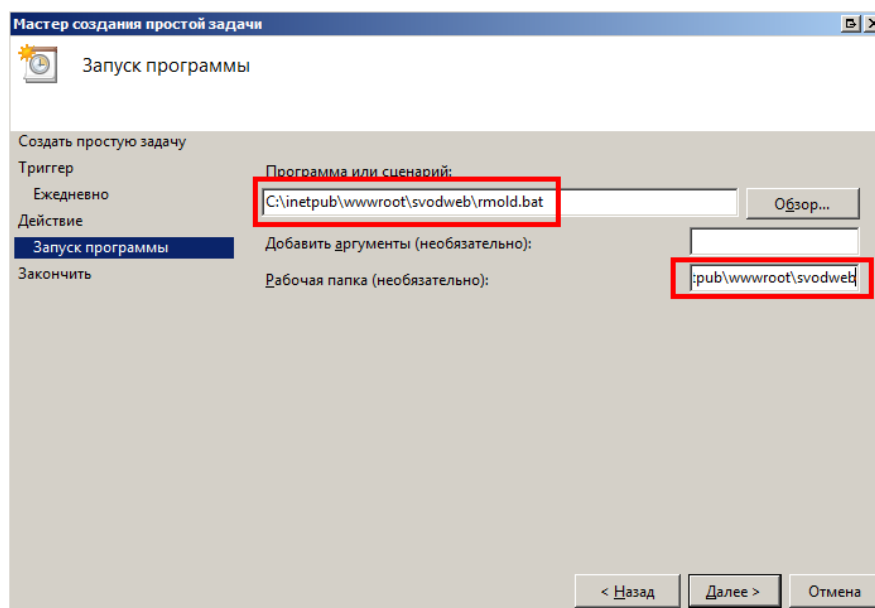 Мастер создания простой задачи
Запуск программы
Создать простую задачу
Триггер
Ежедневно
Действие
Запуск программы
Закончить
Программа или сценарий:
C:\inetpub\wwwroot\svodweb\rmold.bat
Обзор...
Добавить аргументы (необязательно):
Рабочая папка (необязательно):
:pub\wwwroot\svodweb
< Назад
Далее >
Отмена